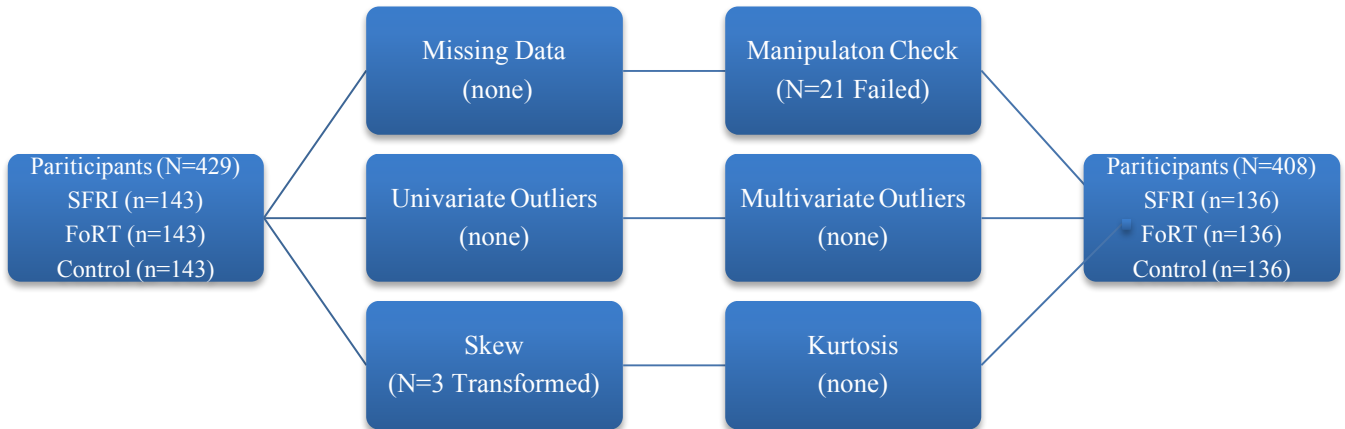 Missing Data
(none)
Manipulaton Check
(N=21 Failed)
Pariticipants (N=429)
SFRI (n=143)
FoRT (n=143)
Control (n=143)
Univariate Outliers
(none)
Multivariate Outliers
(none)
Pariticipants (N=408)
SFRI (n=136)
FoRT (n=136)
Control (n=136)
Skew
(N=3 Transformed)
Kurtosis
(none)